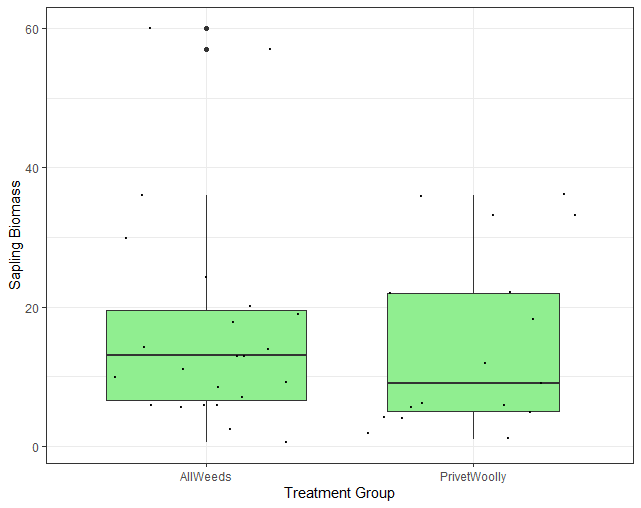 60
40
20
0
Sapling Biomass
AllWeeds
PrivetWoolly
Treatment Group